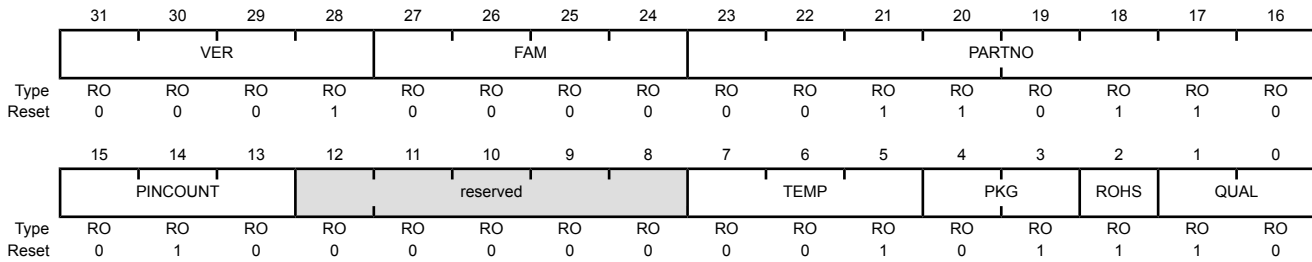 31 30 29 28 27 26 25 24 23 22 21 20 19 18 17 16
VER FAM PARTNO
Type RO RO RO RO RO RO RO RO RO RO RO RO RO RO RO RO
Reset 0 0 0 1 0 0 0 0 0 0 1 1 0 1 1 0
15 14 13 12 11 10 9 8 7 6 5 4 3 2 1 0
PINCOUNT reserved TEMP PKG ROHS QUAL
Type RO RO RO RO RO RO RO RO RO RO RO RO RO RO RO RO
Reset 0 1 0 0 0 0 0 0 0 0 1 0 1 1 1 0